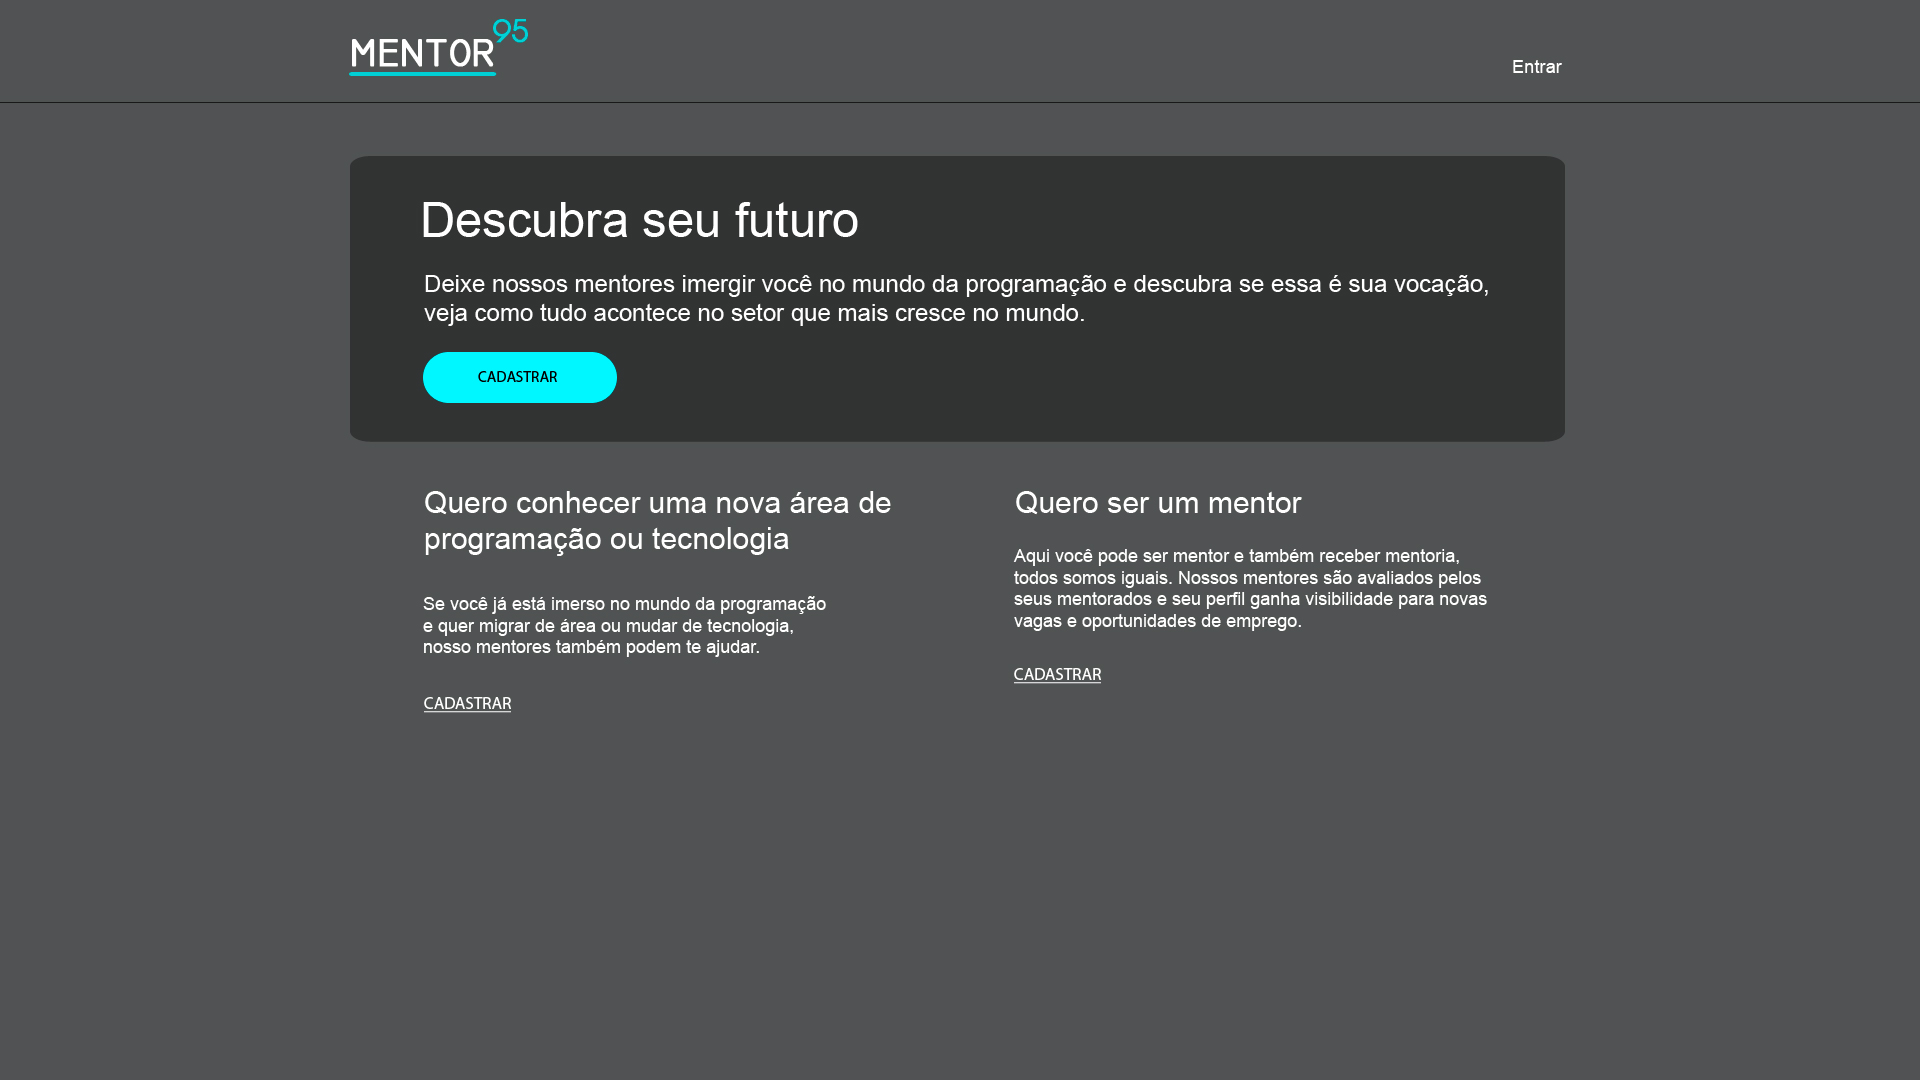 MENTOR95
Entrar
Descubra seu futuro
Deixe nossos mentores imergir você no mundo da programação e descubra se essa é sua vocação,
veja como tudo acontece no setor que mais cresce no mundo.
CADASTRAR
Quero conhecer uma nova área de
programação ou tecnologia
Se você já está imerso no mundo da programação
e quer migrar de área ou mudar de tecnologia,
nosso mentores também podem te ajudar.
CADASTRAR
Quero ser um mentor
Aqui você pode ser mentor e também receber mentoria,
todos somos iguais. Nossos mentores são avaliados pelos
seus mentorados e seu perfil ganha visibilidade para novas
vagas e oportunidades de emprego.
CADASTRAR